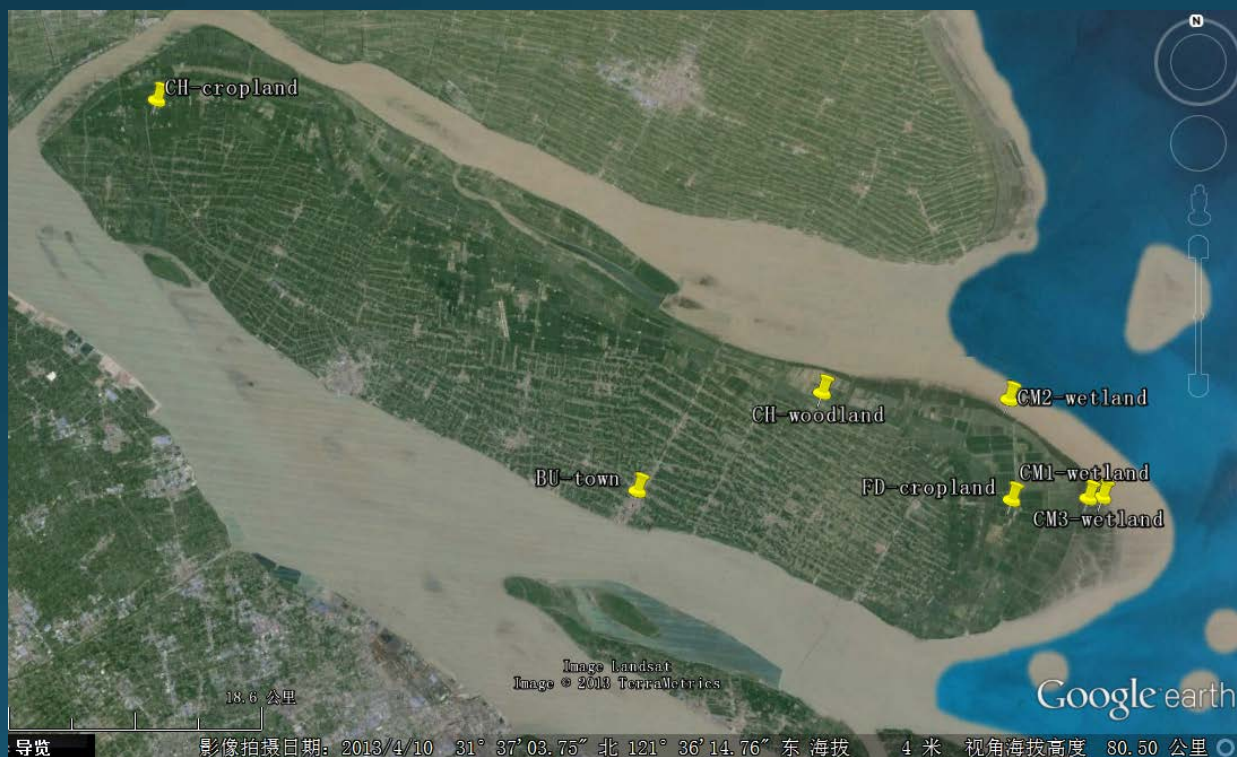 N
CH-cropland
CH-woodland
CM2-wetland
BU-town
FD-cropland
CM1-wetland
CM3-wetland
Image Landsat
Image © 2013 TerraMetrics
18.6 公里
Google earth
导览
影像拍摄日期: 2013/4/10 31°37'03.75" 北 121°36'14.76" 东 海拔 4 米 视角海拔高度 80.50 公里